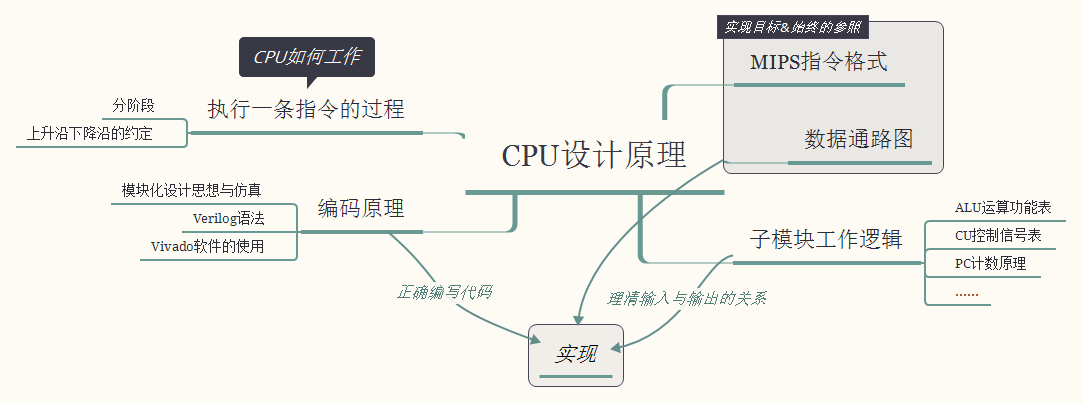 实现目标&始终的参照
CPU如何工作
MIPS指令格式
执行一条指令的过程
分阶段
上升沿下降沿的约定
数据通路图
CPU设计原理
模块化设计思想与仿真
编码原理
Verilog语法
Vivado软件的使用
子模块工作逻辑
ALU运算功能表
CU控制信号表
PC计数原理
......
正确编写代码
理清输入与输出的关系
实现